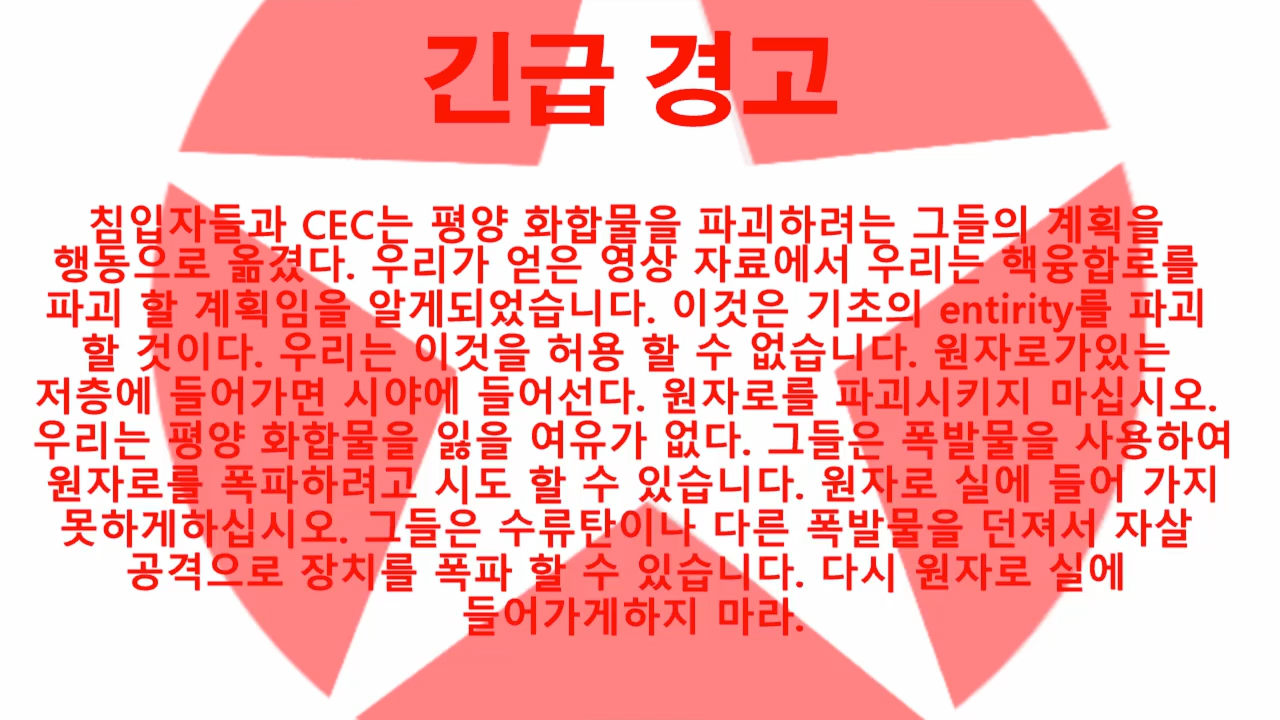 긴급 경고
침입자들과 CEC는 평양 화합물을 파괴하려는 그들의 계획을
행동으로 옮겼다. 우리가 얻은 영상 자료에서 우리는 핵융합로를
파괴 할 계획임을 알게되었습니다. 이것은 기초의 entirity를 파괴
할 것이다. 우리는 이것을 허용 할 수 없습니다. 원자로가있는
저층에 들어가면 시야에 들어선다. 원자로를 파괴시키지 마십시오.
우리는 평양 화합물을 잃을 여유가 없다. 그들은 폭발물을 사용하여
원자로를 폭파하려고 시도 할 수 있습니다. 원자로 실에 들어 가지
못하게하십시오. 그들은 수류탄이나 다른 폭발물을 던져서 자살
공격으로 장치를 폭파 할 수 있습니다. 다시 원자로 실에
들어가게하지 마라.